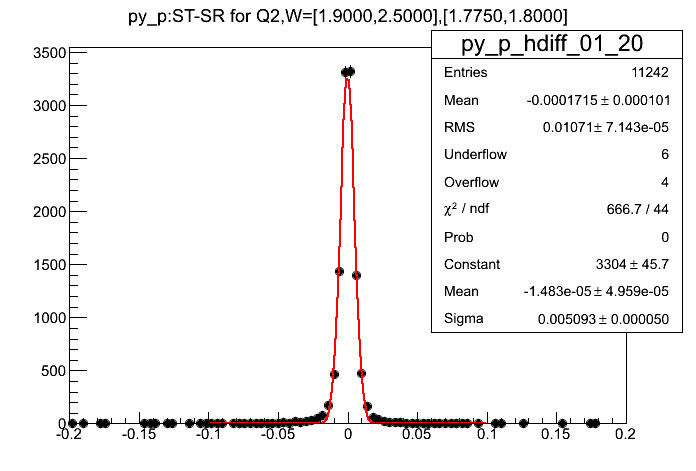 py_p:ST-SR for Q2,W=[1.9000,2.5000],[1.7750,1.8000]
py_p_hdiff_01_20
Entries 11242
Mean -0.0001715 ± 0.000101
RMS 0.01071 ± 7.143e-05
Underflow 6
Overflow 4
χ² / ndf 666.7 / 44
Prob 0
Constant 3304 ± 45.7
Mean -1.483e-05 ± 4.959e-05
Sigma 0.005093 ± 0.000050
3500
3000
2500
2000
1500
1000
500
0
-0.2 -0.15 -0.1 -0.05 0 0.05 0.1 0.15 0.2